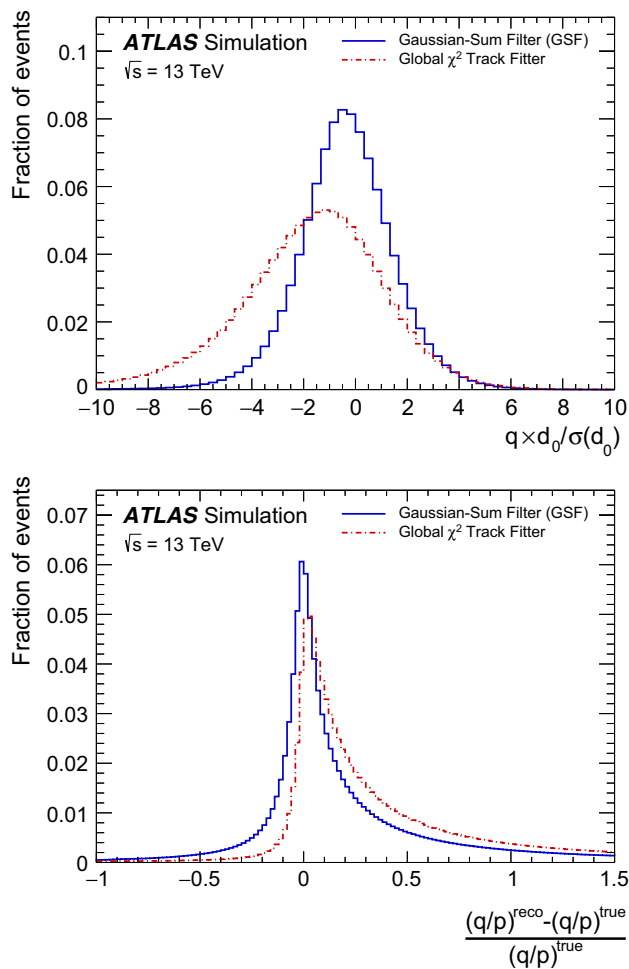 ATLAS Simulation
√s = 13 TeV
Gaussian-Sum Filter (GSF)
Global χ² Track Fitter
Fraction of events
0.1
0.08
0.06
0.04
0.02
0
−10 −8 −6 −4 −2 0 2 4 6 8 10
q×d₀/σ(d₀)
ATLAS Simulation
√s = 13 TeV
Gaussian-Sum Filter (GSF)
Global χ² Track Fitter
Fraction of events
0.07
0.06
0.05
0.04
0.03
0.02
0.01
0
−1 −0.5 0 0.5 1 1.5
(q/p)^reco-(q/p)^true
(q/p)^true